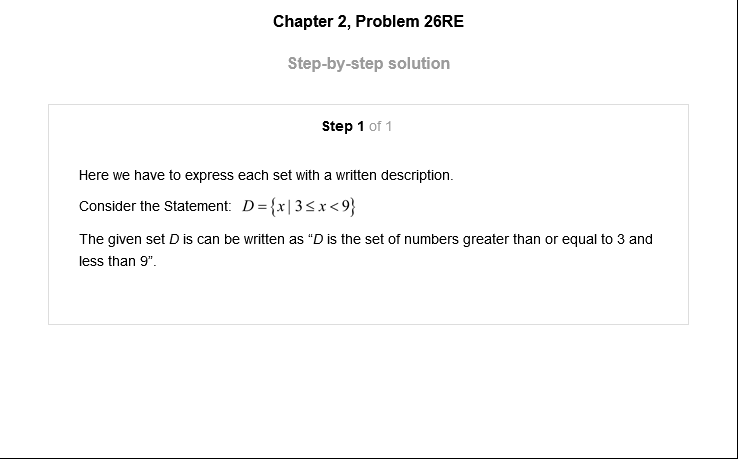 Chapter 2, Problem 26RE
Step-by-step solution
Step 1 of 1
Here we have to express each set with a written description.
Consider the Statement: D = {x | 3 ≤ x < 9}
The given set D is can be written as “D is the set of numbers greater than or equal to 3 and
less than 9”.